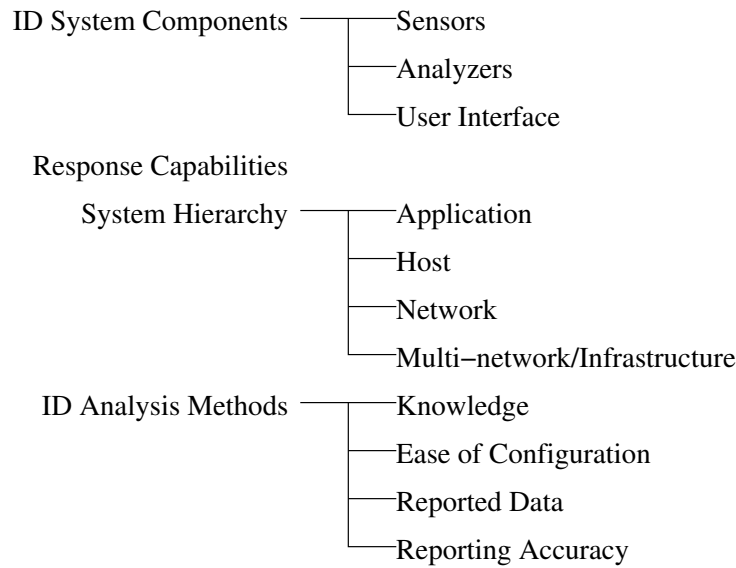 ID System Components Sensors
Analyzers
User Interface
Response Capabilities
System Hierarchy Application
Host
Network
Multi−network/Infrastructure
ID Analysis Methods Knowledge
Ease of Configuration
Reported Data
Reporting Accuracy